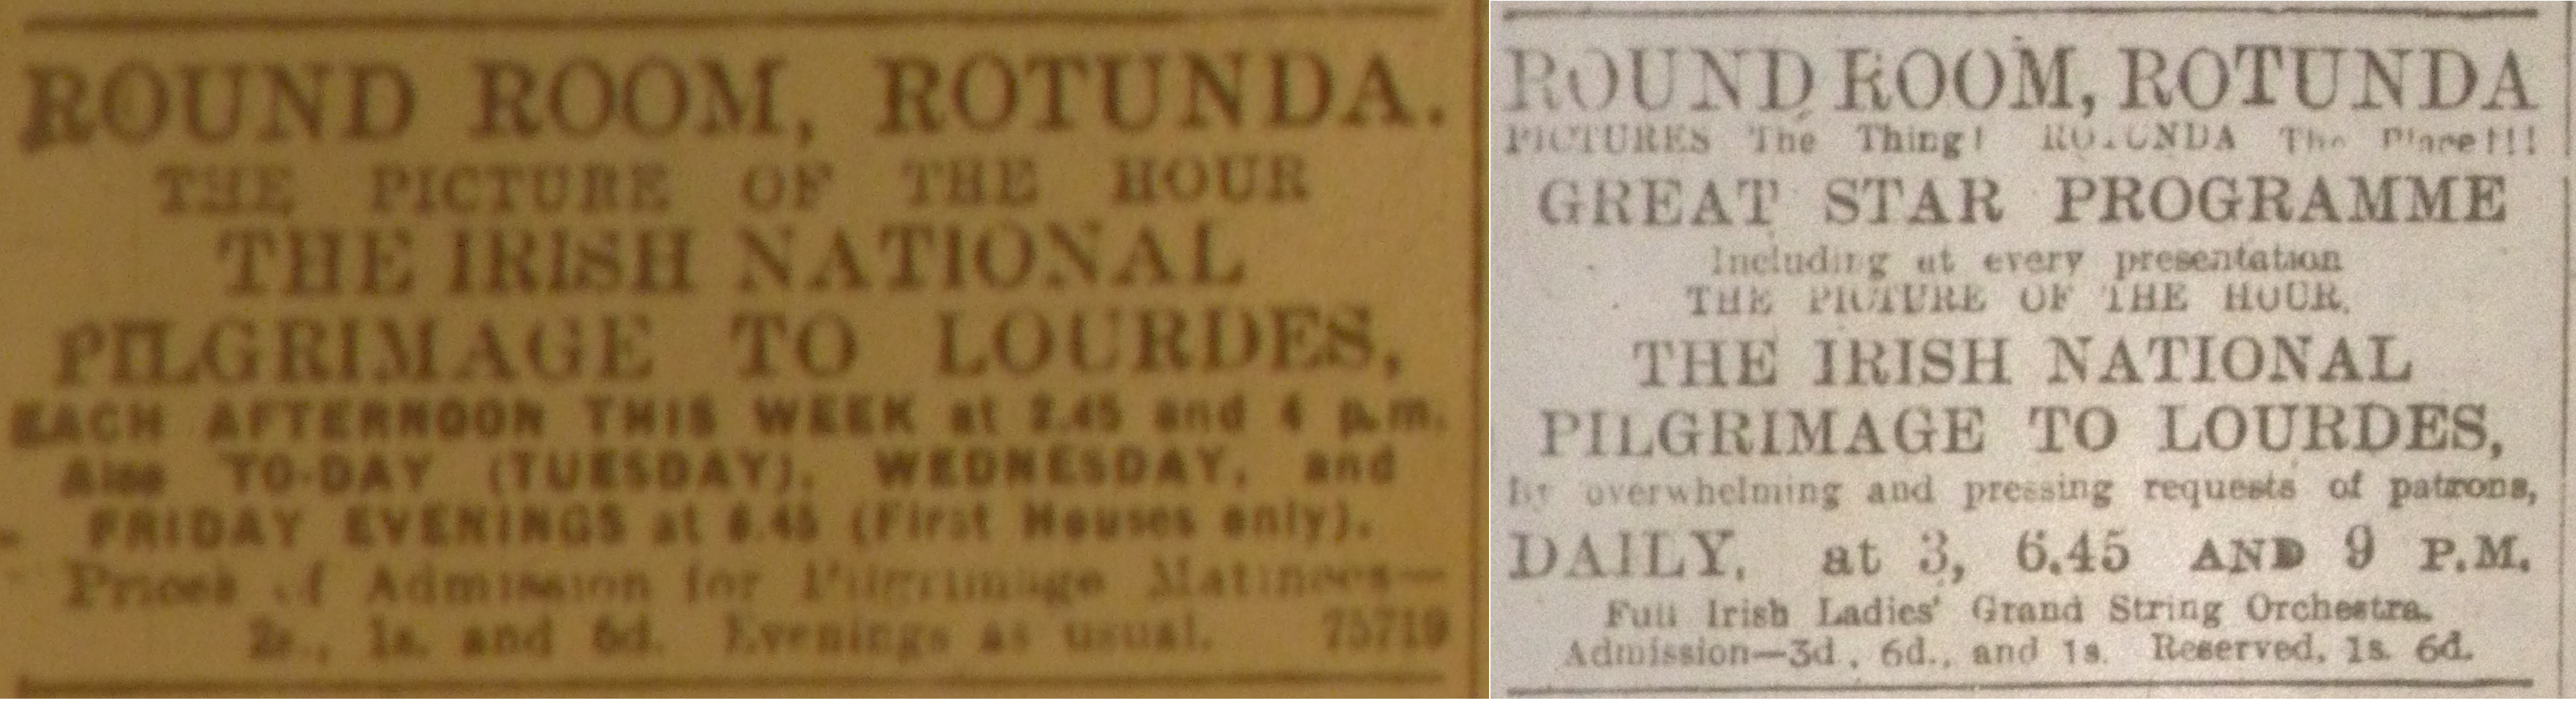 ROUND ROOM, ROTUNDA.
THE PICTURE OF THE HOUR
THE IRISH NATIONAL
PILGRIMAGE TO LOURDES,
EACH AFTERNOON THIS WEEK at 2.45 and 4 p.m.
Also TO-DAY (TUESDAY), WEDNESDAY, and
FRIDAY EVENINGS at 6.45 (First Houses only).
Prices of Admission for Pilgrimage Matinees—
2s., 1s. and 6d. Evenings as usual. 75719
ROUND ROOM, ROTUNDA
PICTURES The Thing! ROTUNDA The Place!!!
GREAT STAR PROGRAMME
Including at every presentation
THE PICTURE OF THE HOUR,
THE IRISH NATIONAL
PILGRIMAGE TO LOURDES,
By overwhelming and pressing requests of patrons,
DAILY, at 3, 6.45 AND 9 P.M.
Full Irish Ladies' Grand String Orchestra.
Admission—3d., 6d., and 1s. Reserved, 1s. 6d.